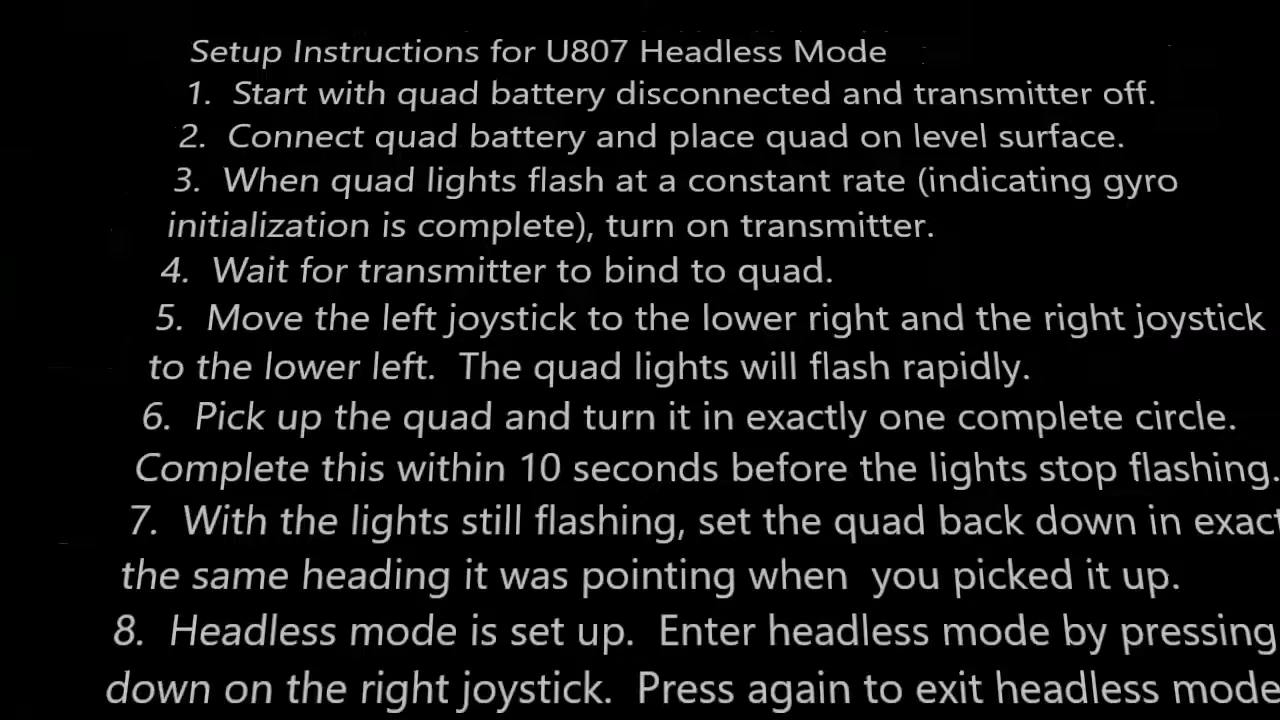 Setup Instructions for U807 Headless Mode
1. Start with quad battery disconnected and transmitter off.
2. Connect quad battery and place quad on level surface.
3. When quad lights flash at a constant rate (indicating gyro
initialization is complete), turn on transmitter.
4. Wait for transmitter to bind to quad.
5. Move the left joystick to the lower right and the right joystick
to the lower left. The quad lights will flash rapidly.
6. Pick up the quad and turn it in exactly one complete circle.
Complete this within 10 seconds before the lights stop flashing.
7. With the lights still flashing, set the quad back down in exact
the same heading it was pointing when you picked it up.
8. Headless mode is set up. Enter headless mode by pressing
down on the right joystick. Press again to exit headless mode